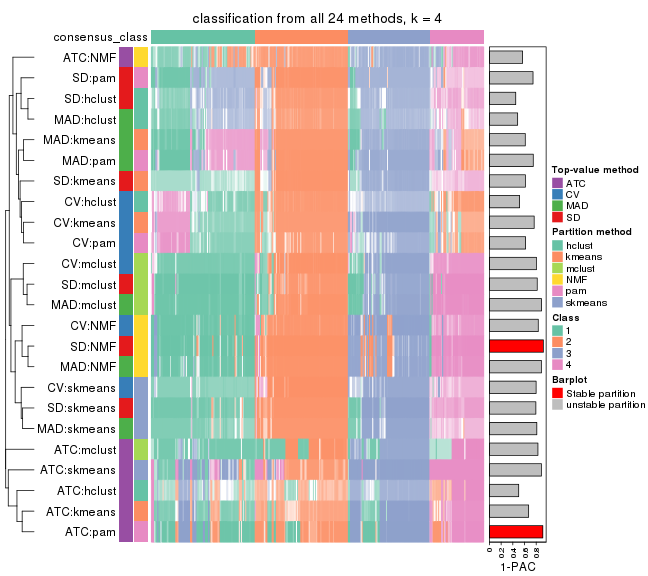 classification from all 24 methods, k = 4
consensus_class
ATC:NMF
SD:pam
SD:hclust
MAD:hclust
MAD:kmeans
MAD:pam
SD:kmeans
CV:hclust
CV:kmeans
CV:pam
CV:mclust
SD:mclust
MAD:mclust
CV:NMF
SD:NMF
MAD:NMF
CV:skmeans
SD:skmeans
MAD:skmeans
ATC:mclust
ATC:skmeans
ATC:hclust
ATC:kmeans
ATC:pam
0
0.2
0.4
0.6
0.8
1-PAC
Top-value method
ATC
CV
MAD
SD
Partition method
hclust
kmeans
mclust
NMF
pam
skmeans
Class
1
2
3
4
Barplot
Stable partition
unstable partition